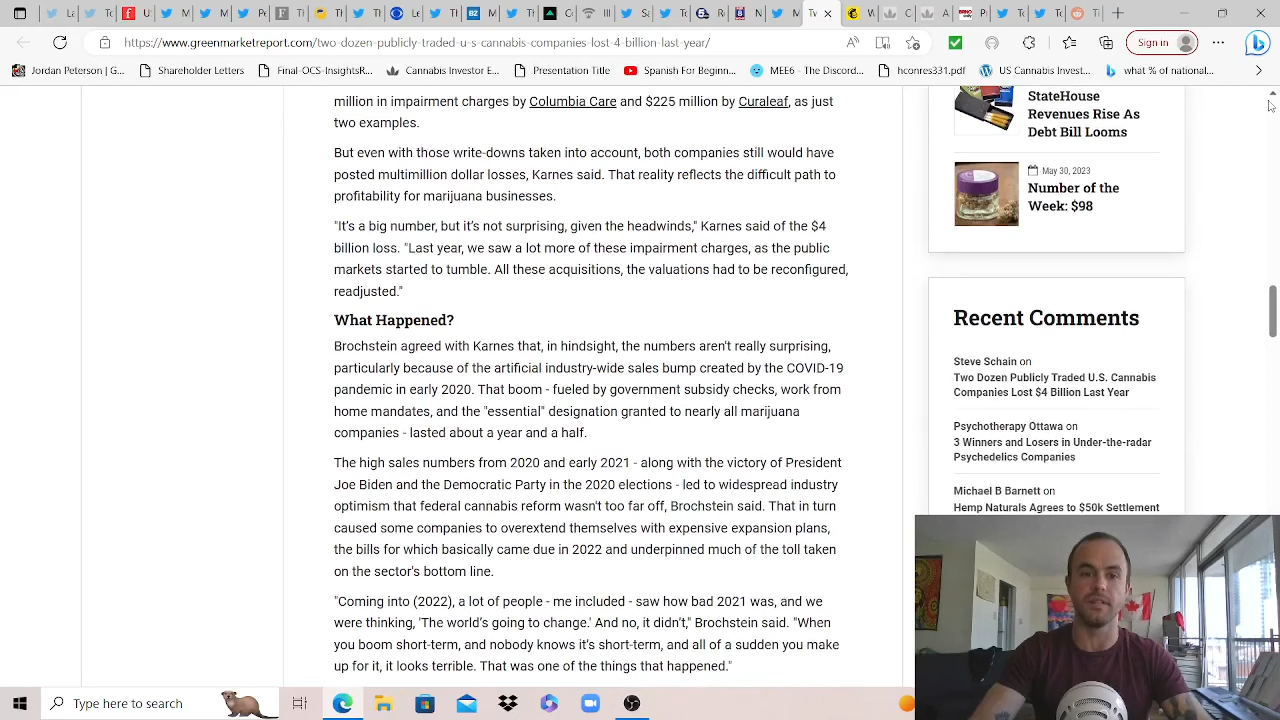 Le
M
T
M
P
F
T
T
Le
Le
T
N
T
C
In
S
T
R
N
M
Tw
W
C
A
T
T
T
https://www.greenmarketreport.com/two-dozen-publicly-traded-u-s-cannabis-companies-lost-4-billion-last-year/
Sign in
Jordan Peterson | G...
Shareholder Letters
Final-OCS-Insights-R...
Cannabis Investor F...
Presentation Title
Spanish For Beginn...
MEE6 - The Discord...
hconres331.pdf
what % of national...
million in impairment charges by Columbia Care and $225 million by Curaleaf, as just
two examples.
But even with those write-downs taken into account, both companies still would have
posted multimillion dollar losses, Karnes said. That reality reflects the difficult path to
profitability for marijuana businesses.
"It's a big number, but it's not surprising, given the headwinds," Karnes said of the $4
billion loss. "Last year, we saw a lot more of these impairment charges, as the public
markets started to tumble. All these acquisitions, the valuations had to be reconfigured,
readjusted."
What Happened?
Brochstein agreed with Karnes that, in hindsight, the numbers aren't really surprising,
particularly because of the artificial industry-wide sales bump created by the COVID-19
pandemic in early 2020. That boom - fueled by government subsidy checks, work from
home mandates, and the "essential" designation granted to nearly all marijuana
companies - lasted about a year and a half.
The high sales numbers from 2020 and early 2021 - along with the victory of President
Joe Biden and the Democratic Party in the 2020 elections - led to widespread industry
optimism that federal cannabis reform wasn't too far off, Brochstein said. That in turn
caused some companies to overextend themselves with expensive expansion plans,
the bills for which basically came due in 2022 and underpinned much of the toll taken
on the sector's bottom line.
"Coming into (2022), a lot of people - me included - saw how bad 2021 was, and we
were thinking, 'The world's going to change.' And no, it didn't," Brochstein said. "When
you boom short-term, and nobody knows it's short-term, and all of a sudden you make
up for it, it looks terrible. That was one of the things that happened."
StateHouse
Revenues Rise As
Debt Bill Looms
May 30, 2023
Number of the
Week: $98
Recent Comments
Steve Schain on
Two Dozen Publicly Traded U.S. Cannabis
Companies Lost $4 Billion Last Year
Psychotherapy Ottawa on
3 Winners and Losers in Under-the-radar
Psychedelics Companies
Michael B Barnett on
Hemp Naturals Agrees to $50k Settlement
Type here to search